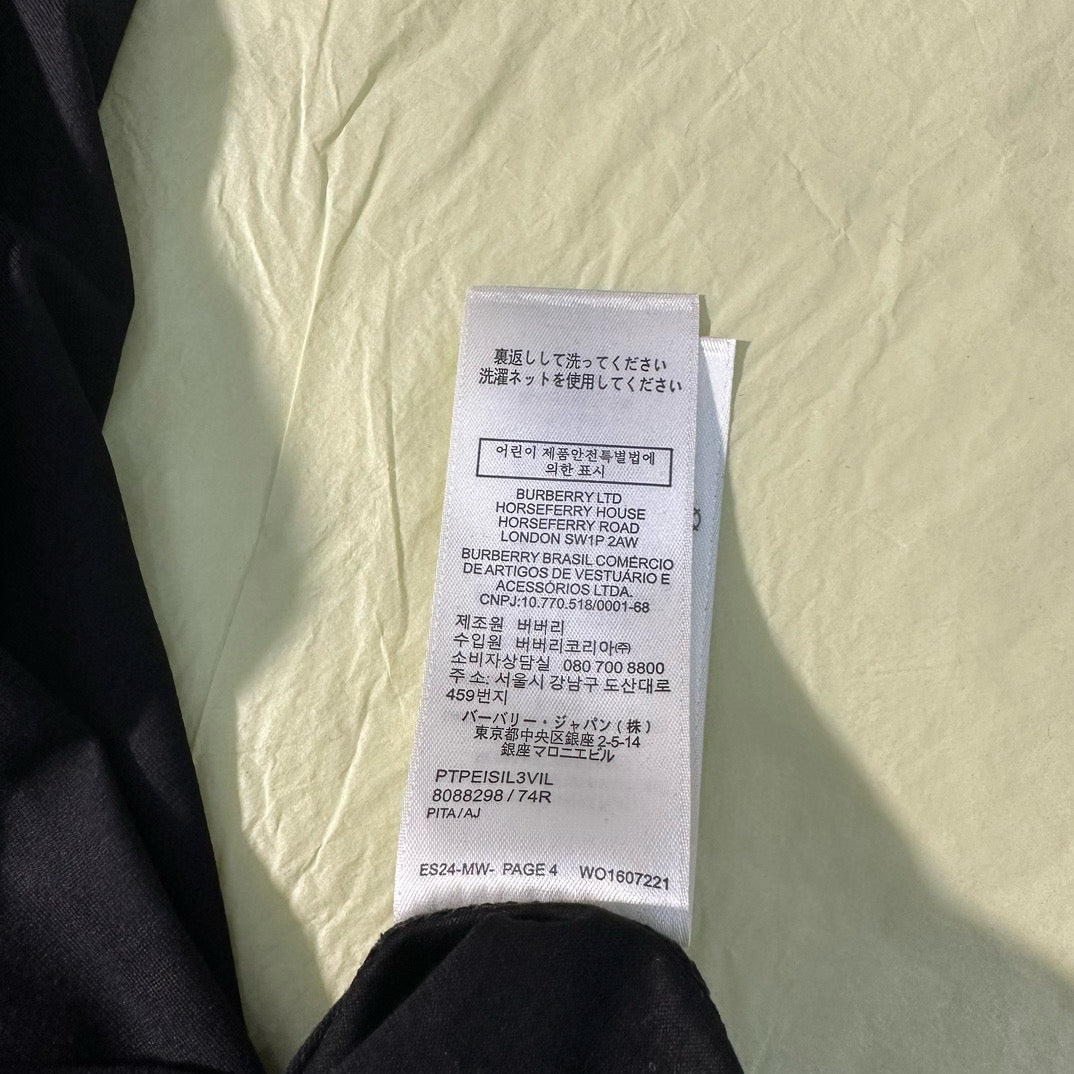 裏返しして洗ってください
洗濯ネットを使用してください
어린이 제품안전특별법에
의한 표시
BURBERRY LTD
HORSEFERRY HOUSE
HORSEFERRY ROAD
LONDON SW1P 2AW
BURBERRY BRASIL COMÉRCIO
DE ARTIGOS DE VESTUÁRIO E
ACESSÓRIOS LTDA.
CNPJ:10.770.518/0001-68
제조원 버버리
수입원 버버리코리아㈜
소비자상담실 080 700 8800
주 소: 서울시 강남구 도산대로
459번지
バーバリー・ジャパン(株)
東京都中央区銀座2-5-14
銀座マロニエビル
PTPEISIL3VIL
8088298 / 74R
PITA / AJ
ES24-MW- PAGE 4 WO1607221